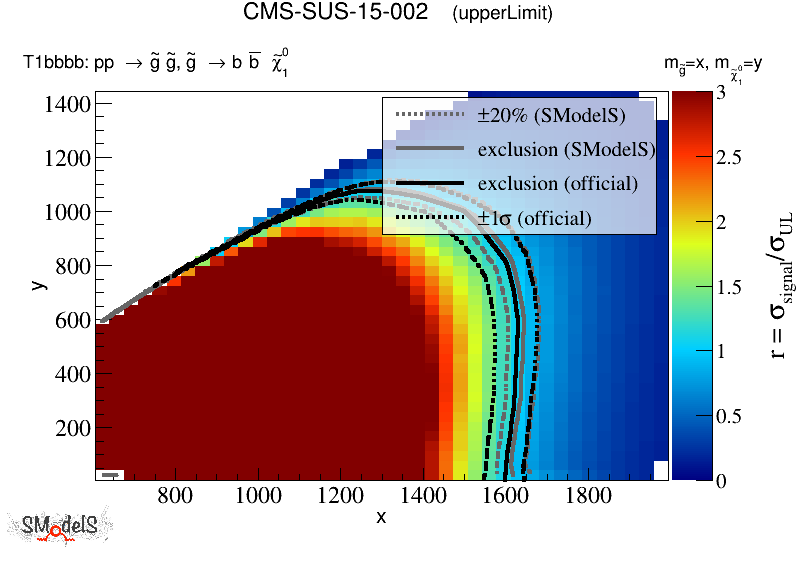 CMS-SUS-15-002 (upperLimit)
T1bbbb: pp → g̃ g̃, g̃ → b b̅ χ̃₁⁰
m_g̃=x, m_χ̃₁⁰=y
±20% (SModelS)
exclusion (SModelS)
exclusion (official)
±1σ (official)
1400
1200
1000
800
600
400
200
y
800 1000 1200 1400 1600 1800
x
3
2.5
2
1.5
1
0.5
0
r = σ_signal/σ_UL
SModelS